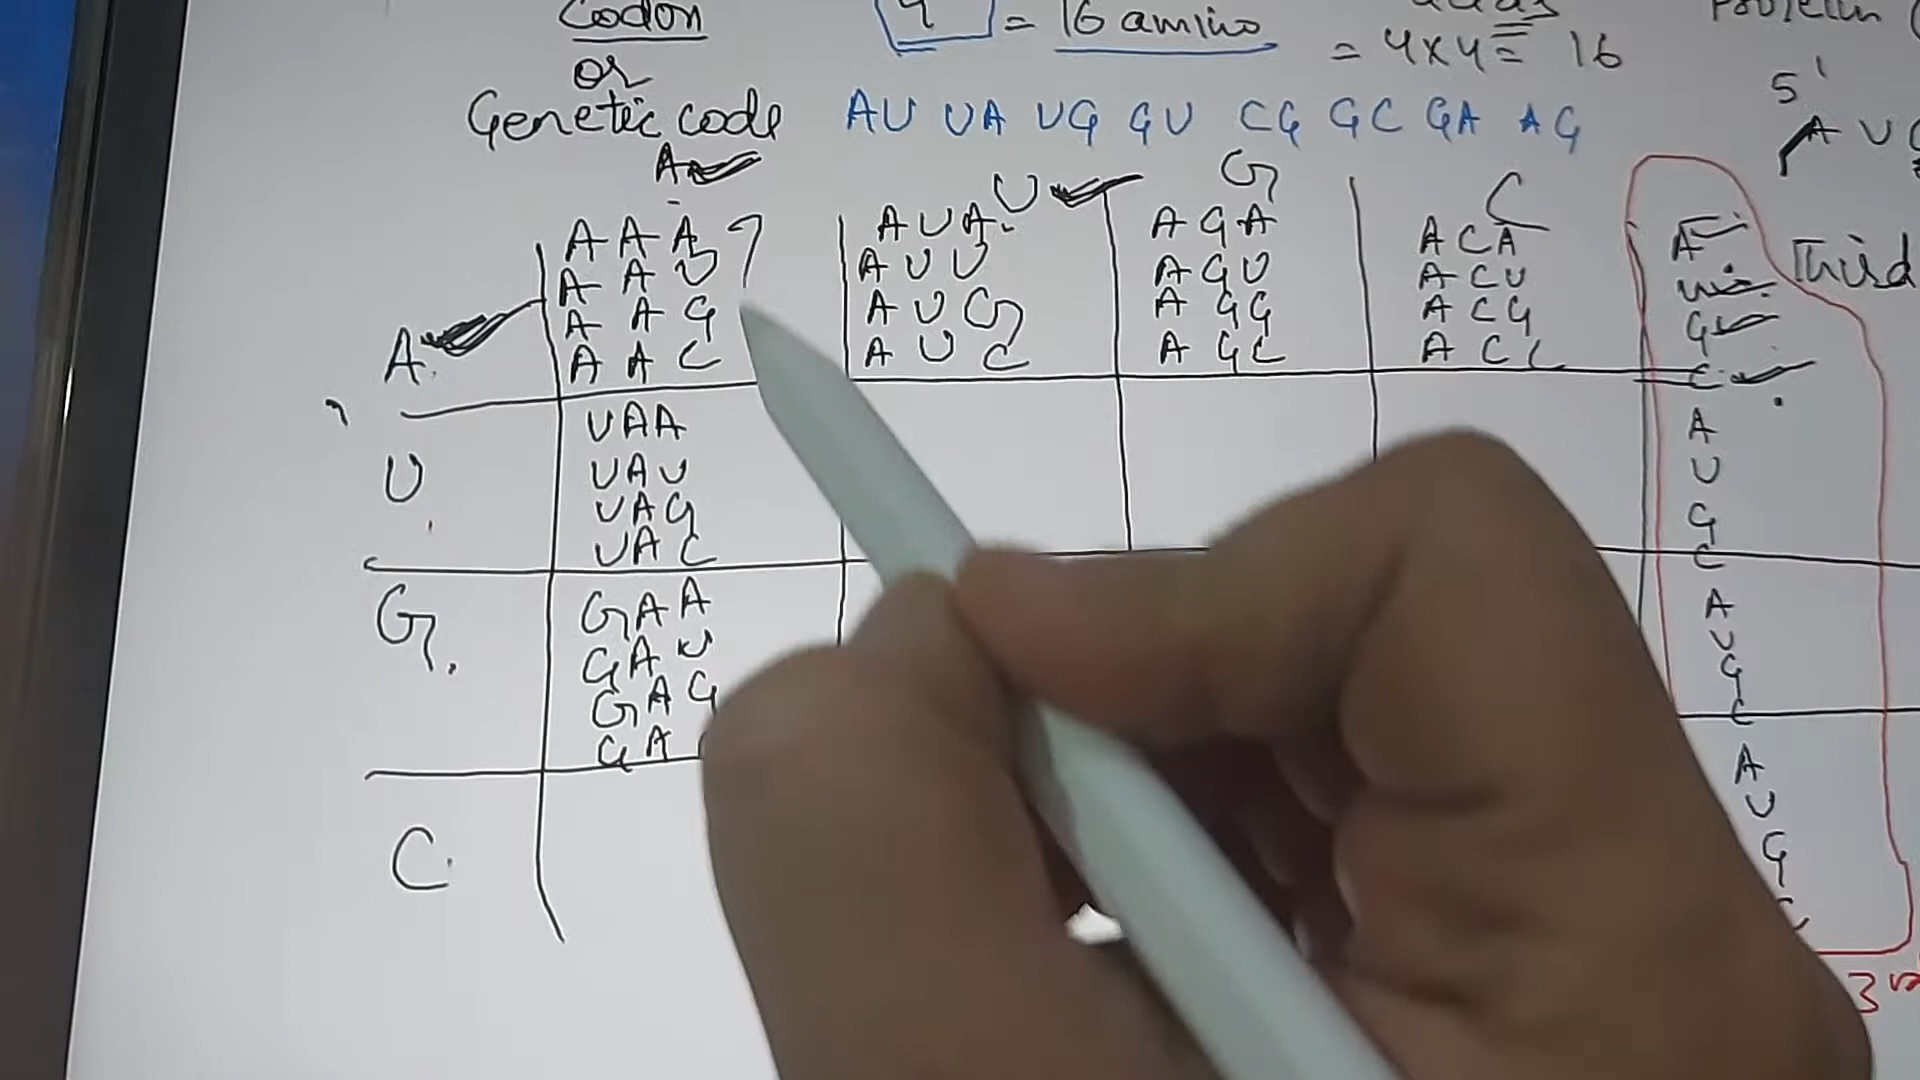 Codon
or
Genetic code
= 16 amino
= 4x4= 16
5'
AU UA UG GU CG GC GA AG
A U
A U G C
A
AAA
AAU
AAG
AAC
AUA
AUU
AUG
AUC
AGA
AGU
AGG
AGC
ACA
ACU
ACG
ACC
A
U
G
C
Third
U
UAA
UAU
UAG
UAC
A
U
G
C
G
GAA
GAU
GAG
GA
A
U
G
C
C
A
U
G
3rd